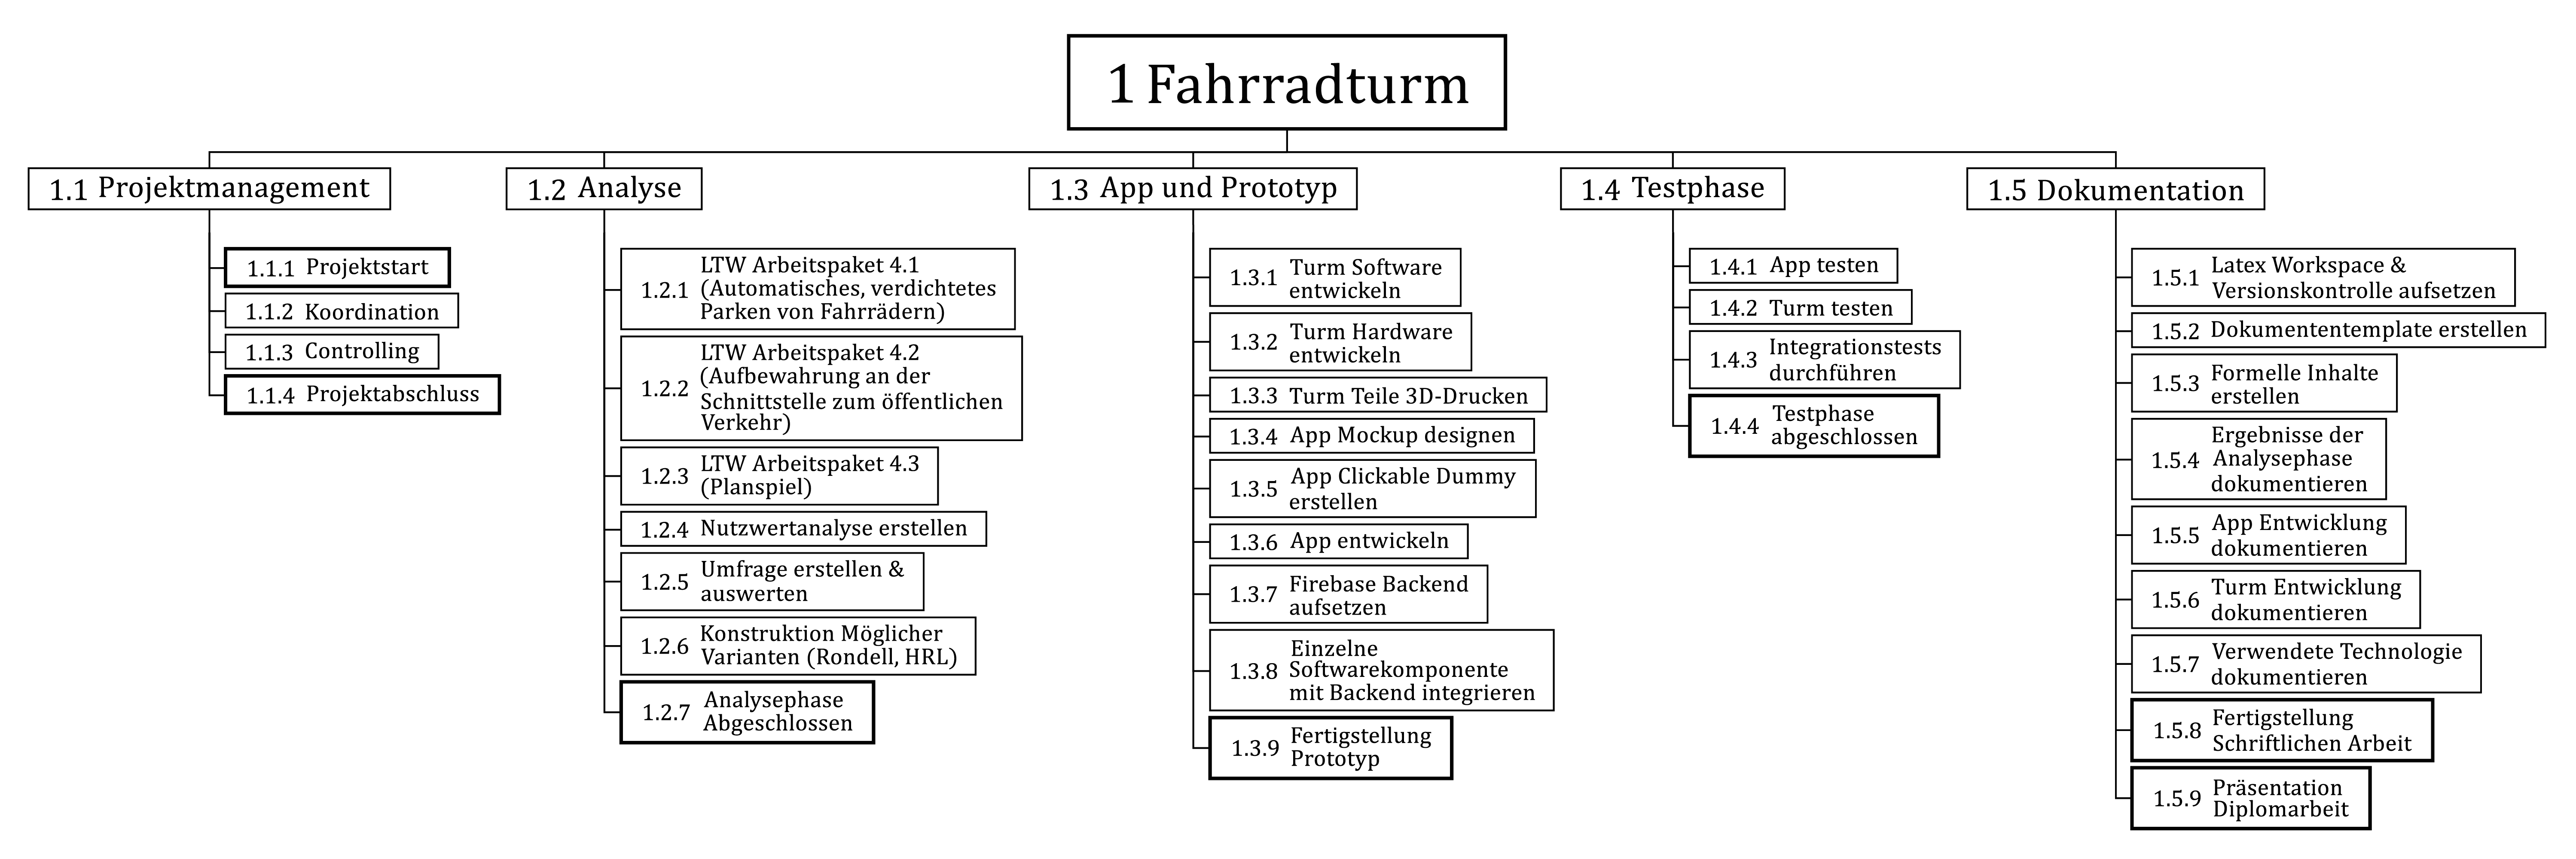 1 Fahrradturm
1.1 Projektmanagement
1.1.1 Projektstart
1.1.2 Koordination
1.1.3 Controlling
1.1.4 Projektabschluss
1.2 Analyse
1.2.1 LTW Arbeitspaket 4.1
(Automatisches, verdichtetes
Parken von Fahrrädern)
1.2.2 LTW Arbeitspaket 4.2
(Aufbewahrung an der
Schnittstelle zum öffentlichen
Verkehr)
1.2.3 LTW Arbeitspaket 4.3
(Planspiel)
1.2.4 Nutzwertanalyse erstellen
1.2.5 Umfrage erstellen &
auswerten
1.2.6 Konstruktion Möglicher
Varianten (Rondell, HRL)
1.2.7 Analysephase
Abgeschlossen
1.3 App und Prototyp
1.3.1 Turm Software
entwickeln
1.3.2 Turm Hardware
entwickeln
1.3.3 Turm Teile 3D-Drucken
1.3.4 App Mockup designen
1.3.5 App Clickable Dummy
erstellen
1.3.6 App entwickeln
1.3.7 Firebase Backend
aufsetzen
1.3.8 Einzelne
Softwarekomponente
mit Backend integrieren
1.3.9 Fertigstellung
Prototyp
1.4 Testphase
1.4.1 App testen
1.4.2 Turm testen
1.4.3 Integrationstests
durchführen
1.4.4 Testphase
abgeschlossen
1.5 Dokumentation
1.5.1 Latex Workspace &
Versionskontrolle aufsetzen
1.5.2 Dokumententemplate erstellen
1.5.3 Formelle Inhalte
erstellen
1.5.4 Ergebnisse der
Analysephase
dokumentieren
1.5.5 App Entwicklung
dokumentieren
1.5.6 Turm Entwicklung
dokumentieren
1.5.7 Verwendete Technologie
dokumentieren
1.5.8 Fertigstellung
Schriftlichen Arbeit
1.5.9 Präsentation
Diplomarbeit